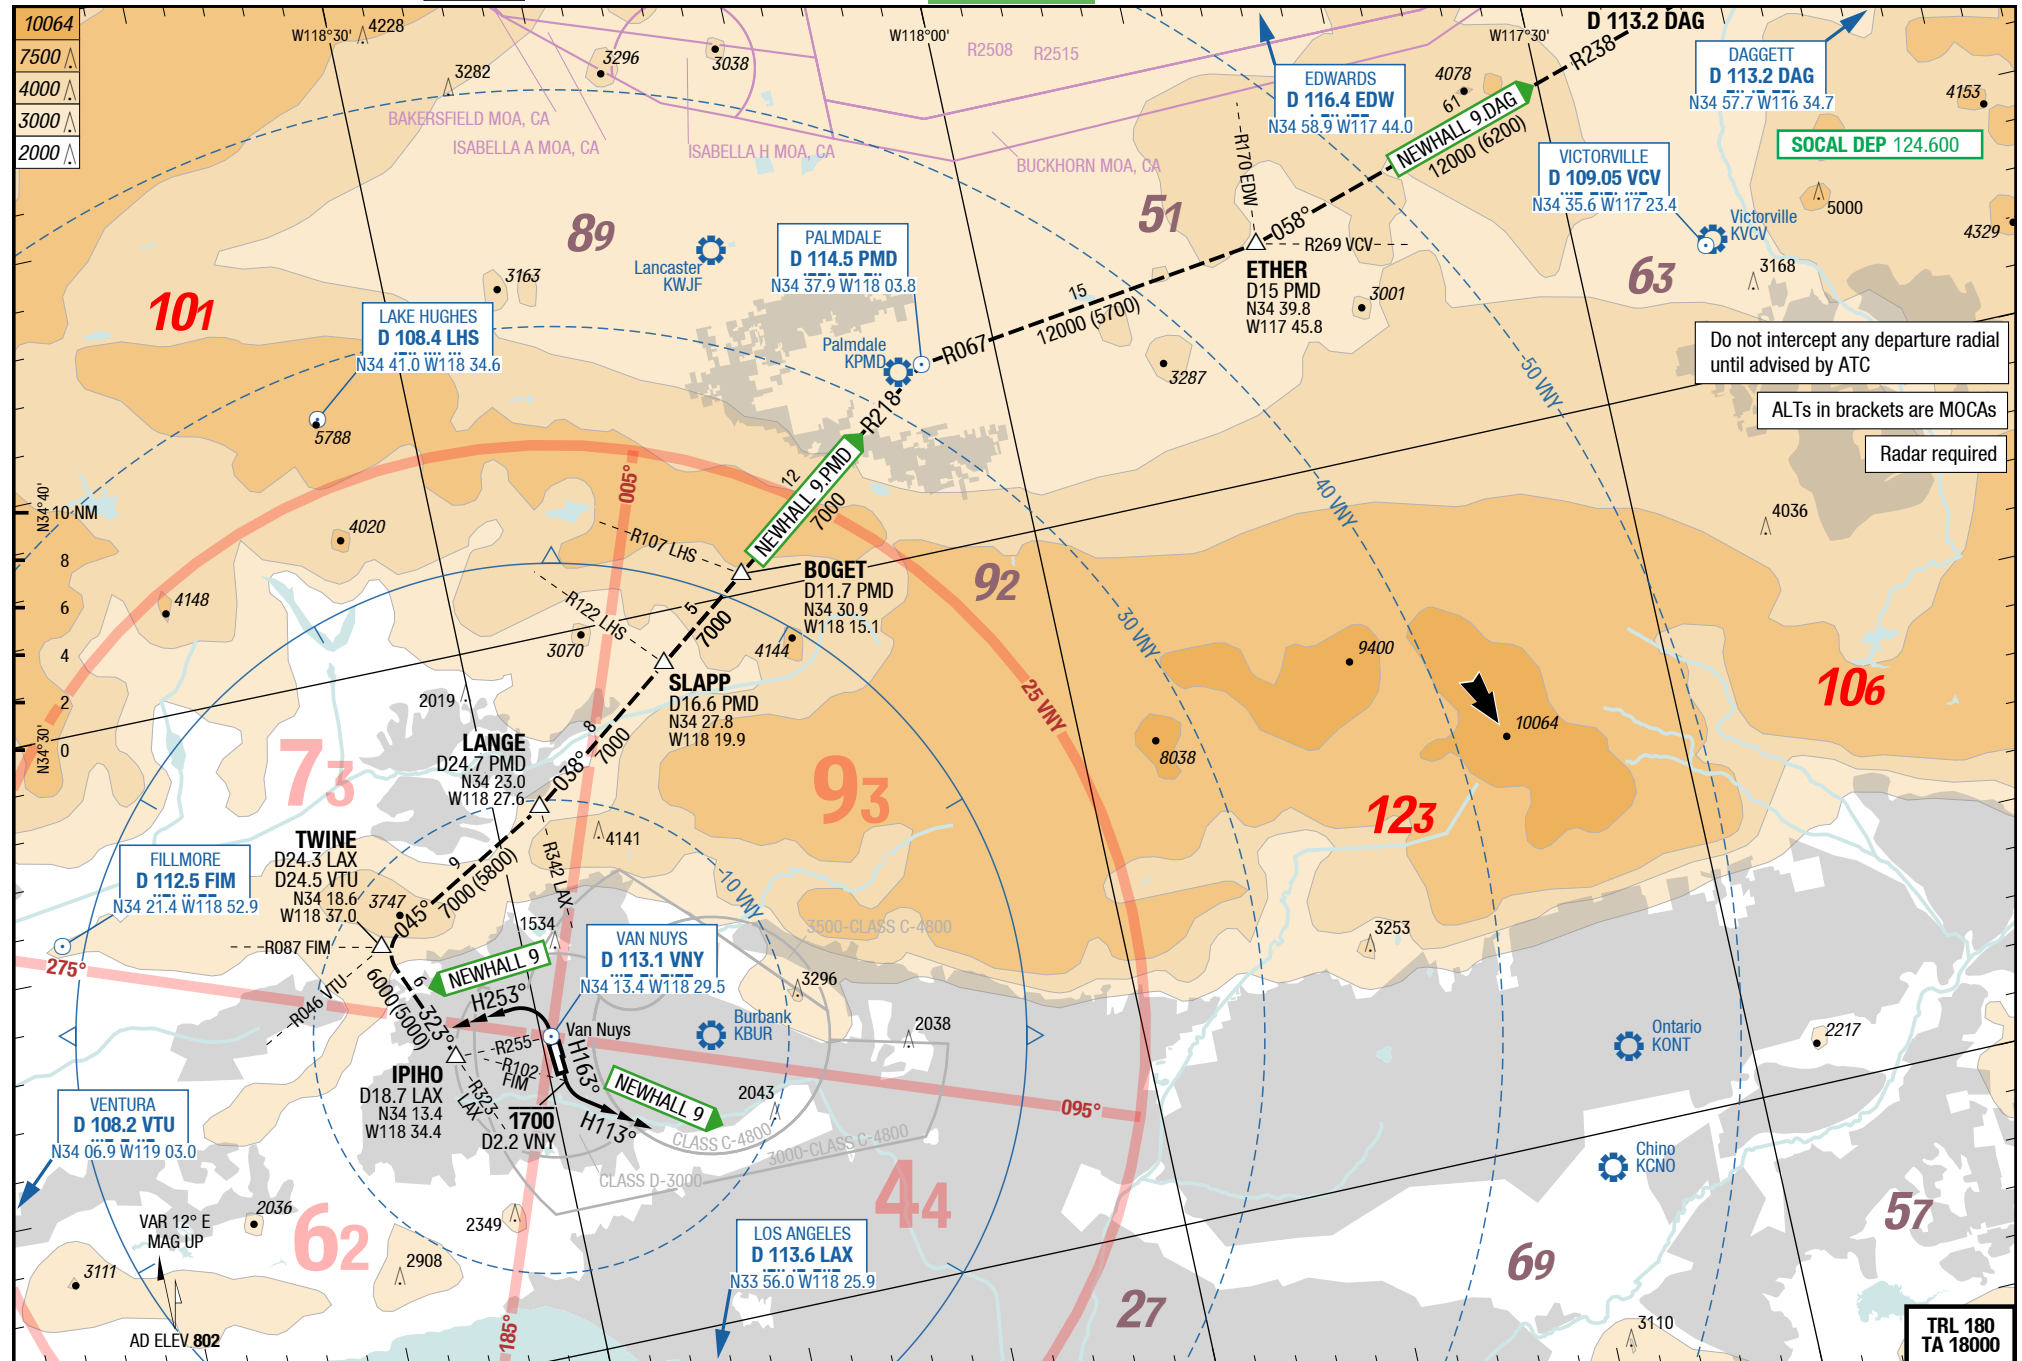 10064
7500
4000
3000
2000
W118°30'
4228
3282
3296
3038
W118°00'
R2508
R2515
BAKERSFIELD MOA, CA
ISABELLA A MOA, CA
ISABELLA H MOA, CA
BUCKHORN MOA, CA
EDWARDS
D 116.4 EDW
N34 58.9 W117 44.0
W117°30'
D 113.2 DAG
R238
4078
61
NEWHALL 9.DAG
12000 (6200)
DAGGETT
D 113.2 DAG
N34 57.7 W116 34.7
4153
SOCAL DEP 124.600
VICTORVILLE
D 109.05 VCV
N34 35.6 W117 23.4
Victorville
KVCV
5000
4329
3168
63
89
51
101
Lancaster
KWJF
3163
PALMDALE
D 114.5 PMD
N34 37.9 W118 03.8
R170 EDW
058°
R269 VCV
ETHER
D15 PMD
N34 39.8
W117 45.8
3001
15
12000 (5700)
R067
3287
Palmdale
KPMD
R218
LAKE HUGHES
D 108.4 LHS
N34 41.0 W118 34.6
5788
Do not intercept any departure radial
until advised by ATC
ALTs in brackets are MOCAs
Radar required
50 VNY
40 VNY
30 VNY
25 VNY
10 VNY
4036
005°
12
NEWHALL 9.PMD
7000
N34°40'
10 NM
8
6
4
2
0
N34°30'
4020
4148
R107 LHS
R122 LHS
BOGET
D11.7 PMD
N34 30.9
W118 15.1
5
7000
3070
4144
92
SLAPP
D16.6 PMD
N34 27.8
W118 19.9
2019
8
7000
038°
LANGE
D24.7 PMD
N34 23.0
W118 27.6
9400
10064
8038
106
123
73
93
TWINE
D24.3 LAX
D24.5 VTU
N34 18.6
W118 37.0
3747
9
7000 (5800)
045°
4141
R342 LAX
1534
FILLMORE
D 112.5 FIM
N34 21.4 W118 52.9
R087 FIM
R046 VTU
275°
6
6000 (5000)
323°
NEWHALL 9
H253°
VAN NUYS
D 113.1 VNY
N34 13.4 W118 29.5
3500-CLASS C-4800
3296
3253
Van Nuys
Burbank
KBUR
2038
R255
R102
FIM
H163°
R323
LAX
IPIHO
D18.7 LAX
N34 13.4
W118 34.4
1700
D2.2 VNY
NEWHALL 9
H113°
2043
CLASS C-4800
3000-CLASS C-4800
CLASS D-3000
095°
Ontario
KONT
2217
Chino
KCNO
VENTURA
D 108.2 VTU
N34 06.9 W119 03.0
VAR 12° E
MAG UP
2036
62
2349
2908
3111
AD ELEV 802
185°
44
LOS ANGELES
D 113.6 LAX
N33 56.0 W118 25.9
27
69
57
3110
TRL 180
TA 18000